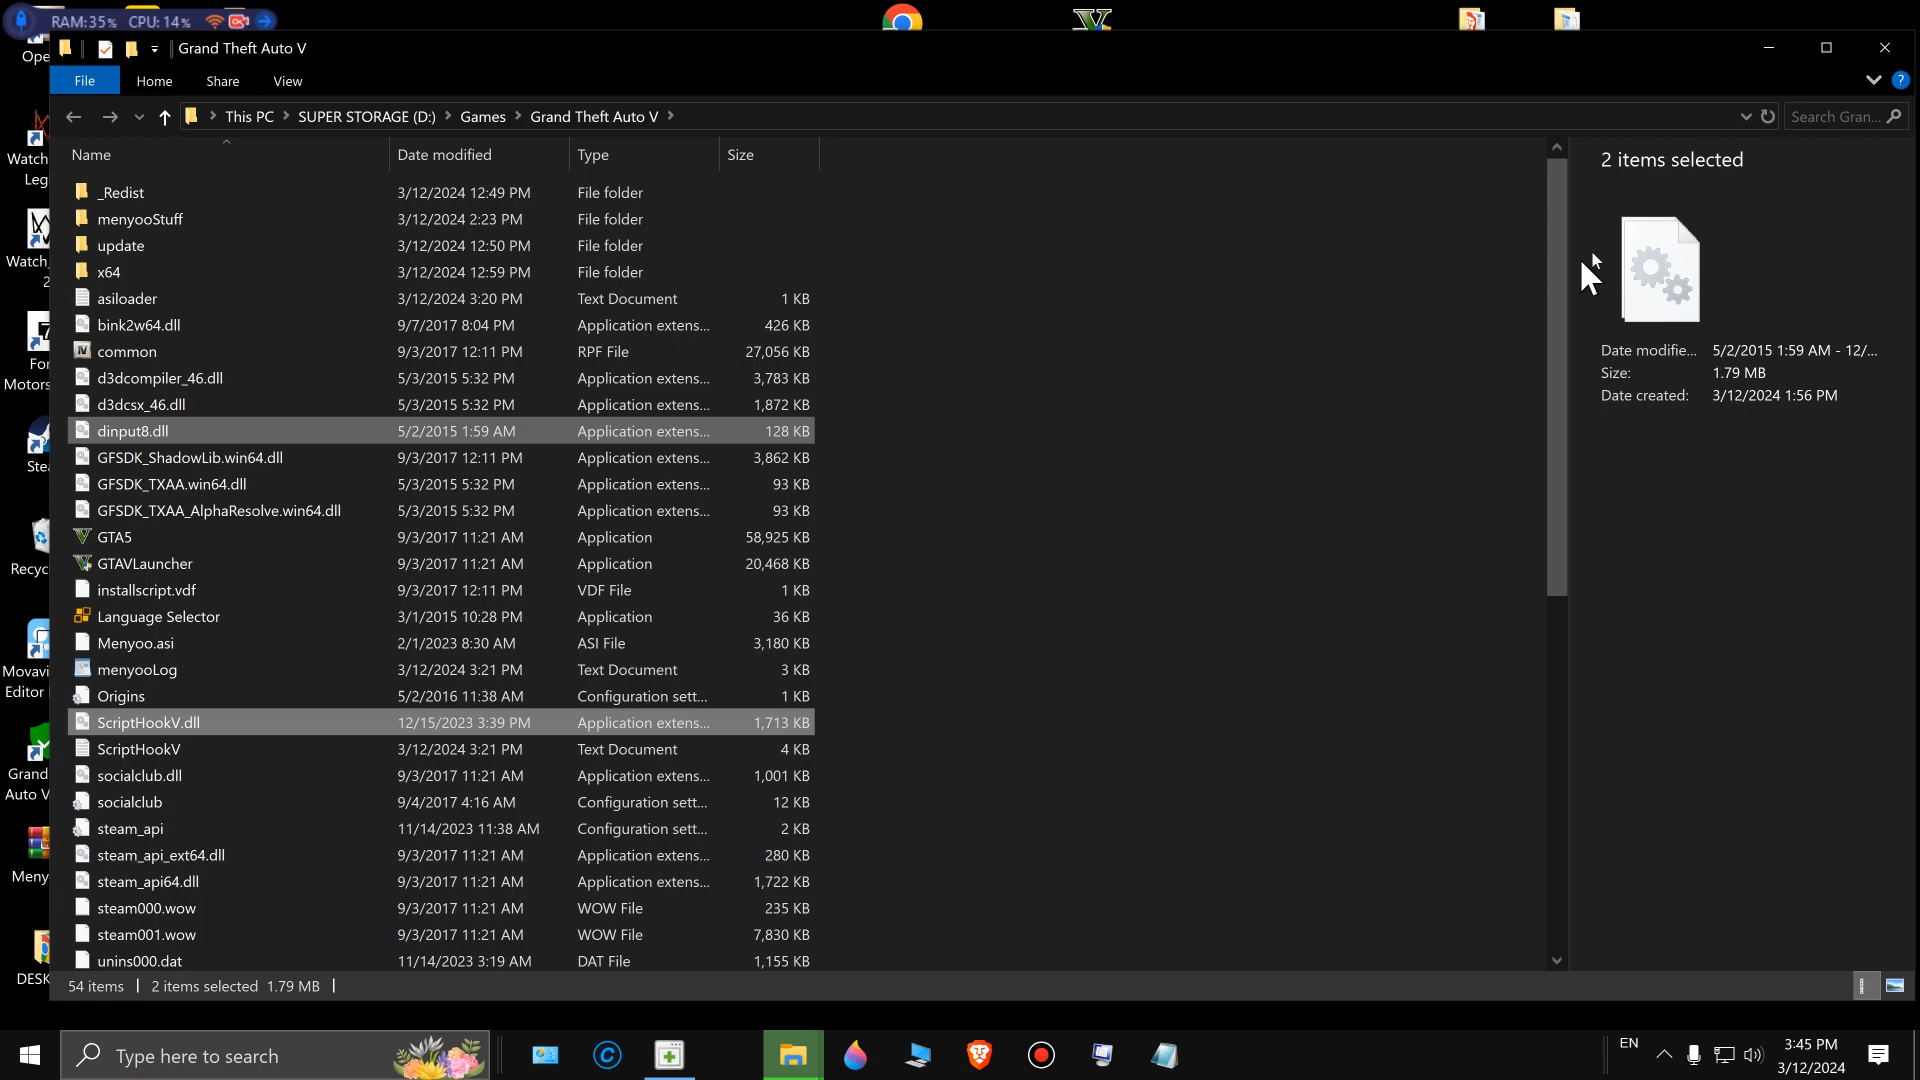 RAM:35% CPU: 14%
Grand Theft Auto V
File Home Share View
This PC SUPER STORAGE (D:) Games Grand Theft Auto V
Search Gran...
Name Date modified Type Size
_Redist 3/12/2024 12:49 PM File folder
menyooStuff 3/12/2024 2:23 PM File folder
update 3/12/2024 12:50 PM File folder
x64 3/12/2024 12:59 PM File folder
asiloader 3/12/2024 3:20 PM Text Document 1 KB
bink2w64.dll 9/7/2017 8:04 PM Application extens... 426 KB
common 9/3/2017 12:11 PM RPF File 27,056 KB
d3dcompiler_46.dll 5/3/2015 5:32 PM Application extens... 3,783 KB
d3dcsx_46.dll 5/3/2015 5:32 PM Application extens... 1,872 KB
dinput8.dll 5/2/2015 1:59 AM Application extens... 128 KB
GFSDK_ShadowLib.win64.dll 9/3/2017 12:11 PM Application extens... 3,862 KB
GFSDK_TXAA.win64.dll 5/3/2015 5:32 PM Application extens... 93 KB
GFSDK_TXAA_AlphaResolve.win64.dll 5/3/2015 5:32 PM Application extens... 93 KB
GTA5 9/3/2017 11:21 AM Application 58,925 KB
GTAVLauncher 9/3/2017 11:21 AM Application 20,468 KB
installscript.vdf 9/3/2017 12:11 PM VDF File 1 KB
Language Selector 3/1/2015 10:28 PM Application 36 KB
Menyoo.asi 2/1/2023 8:30 AM ASI File 3,180 KB
menyooLog 3/12/2024 3:21 PM Text Document 3 KB
Origins 5/2/2016 11:38 AM Configuration sett... 1 KB
ScriptHookV.dll 12/15/2023 3:39 PM Application extens... 1,713 KB
ScriptHookV 3/12/2024 3:21 PM Text Document 4 KB
socialclub.dll 9/3/2017 11:21 AM Application extens... 1,001 KB
socialclub 9/4/2017 4:16 AM Configuration sett... 12 KB
steam_api 11/14/2023 11:38 AM Configuration sett... 2 KB
steam_api_ext64.dll 9/3/2017 11:21 AM Application extens... 280 KB
steam_api64.dll 9/3/2017 11:21 AM Application extens... 1,722 KB
steam000.wow 9/3/2017 11:21 AM WOW File 235 KB
steam001.wow 9/3/2017 11:21 AM WOW File 7,830 KB
unins000.dat 11/14/2023 3:19 AM DAT File 1,155 KB
54 items 2 items selected 1.79 MB
2 items selected
Date modifie... 5/2/2015 1:59 AM - 12/...
Size: 1.79 MB
Date created: 3/12/2024 1:56 PM
Ope
Watch
Leg
Watch_
2
For
Motors
Stea
Recyc
Movavi
Editor
Grand
Auto V
Meny
DESK
Type here to search
EN
3:45 PM
3/12/2024